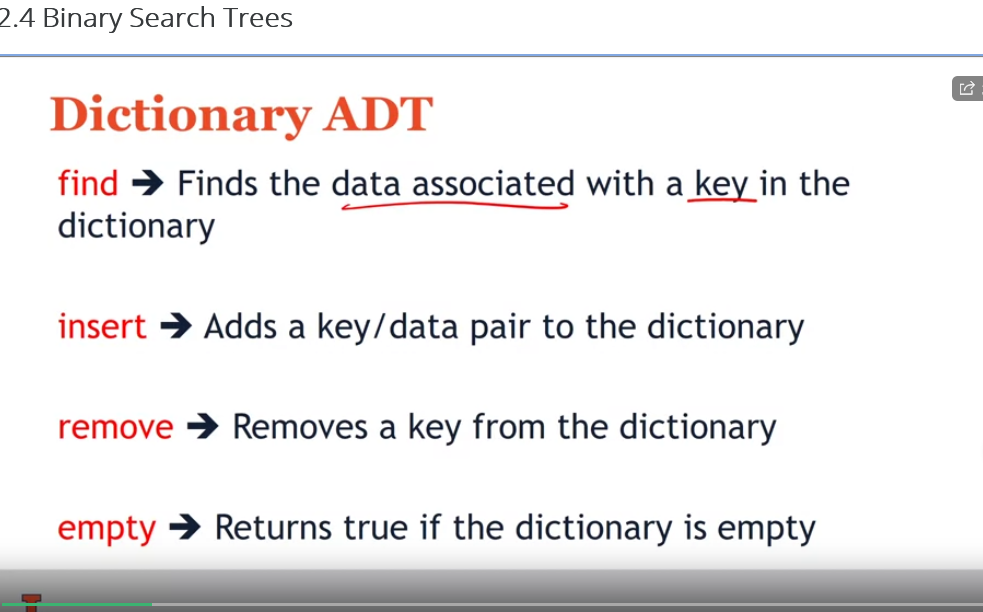 2.4 Binary Search Trees
Dictionary ADT
find ➔ Finds the data associated with a key in the
dictionary
insert ➔ Adds a key/data pair to the dictionary
remove ➔ Removes a key from the dictionary
empty ➔ Returns true if the dictionary is empty